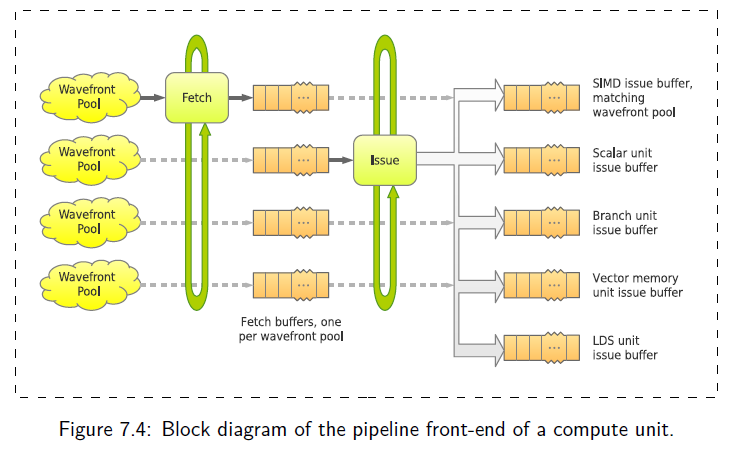 Wavefront
Pool
Fetch
...
SIMD issue buffer,
matching
wavefront pool
Wavefront
Pool
...
Issue
...
Scalar unit
issue buffer
Wavefront
Pool
...
...
Branch unit
issue buffer
Wavefront
Pool
...
...
Vector memory
unit issue buffer
Fetch buffers, one
per wavefront pool
...
LDS unit
issue buffer
Figure 7.4: Block diagram of the pipeline front-end of a compute unit.